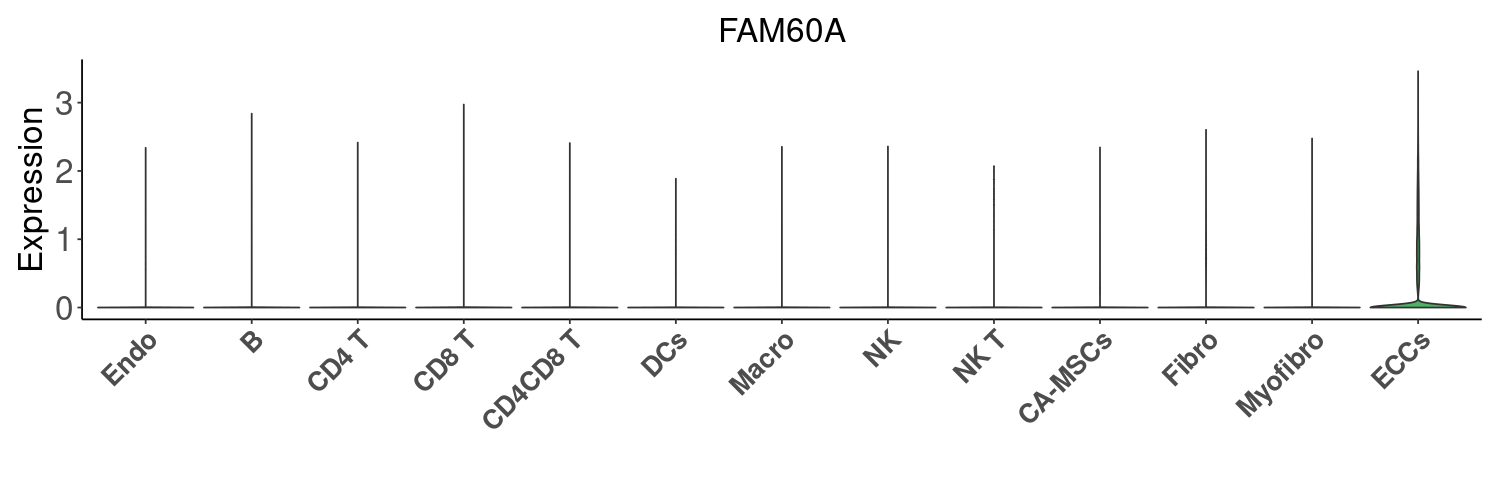 FAM60A
Expression
3
2
1
0
Endo
B
CD4 T
CD8 T
CD4CD8 T
DCs
Macro
NK
NK T
CA-MSCs
Fibro
Myofibro
ECCs